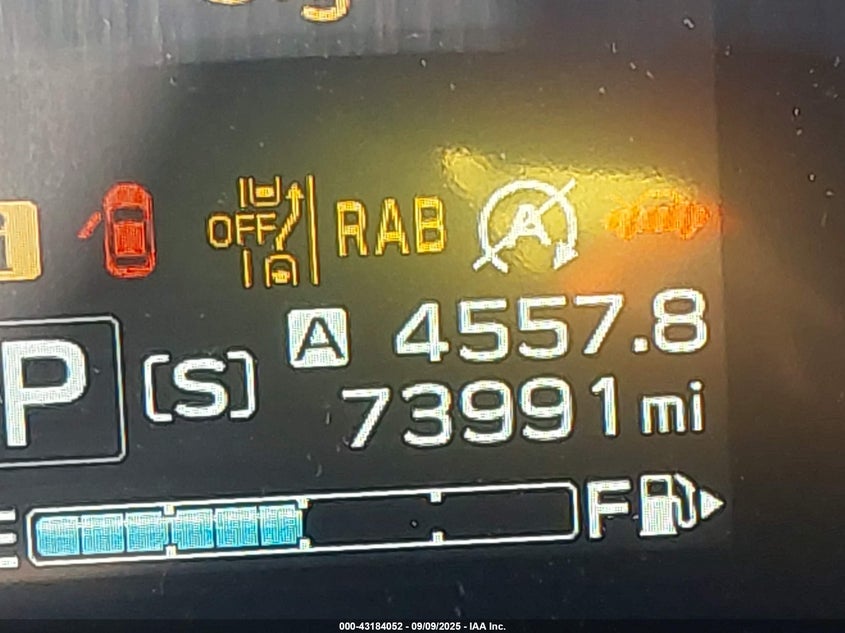 OFF RAB A
A 4557.8
P [S] 73991 mi
E F
000-43184052 - 09/09/2025 - IAA Inc.